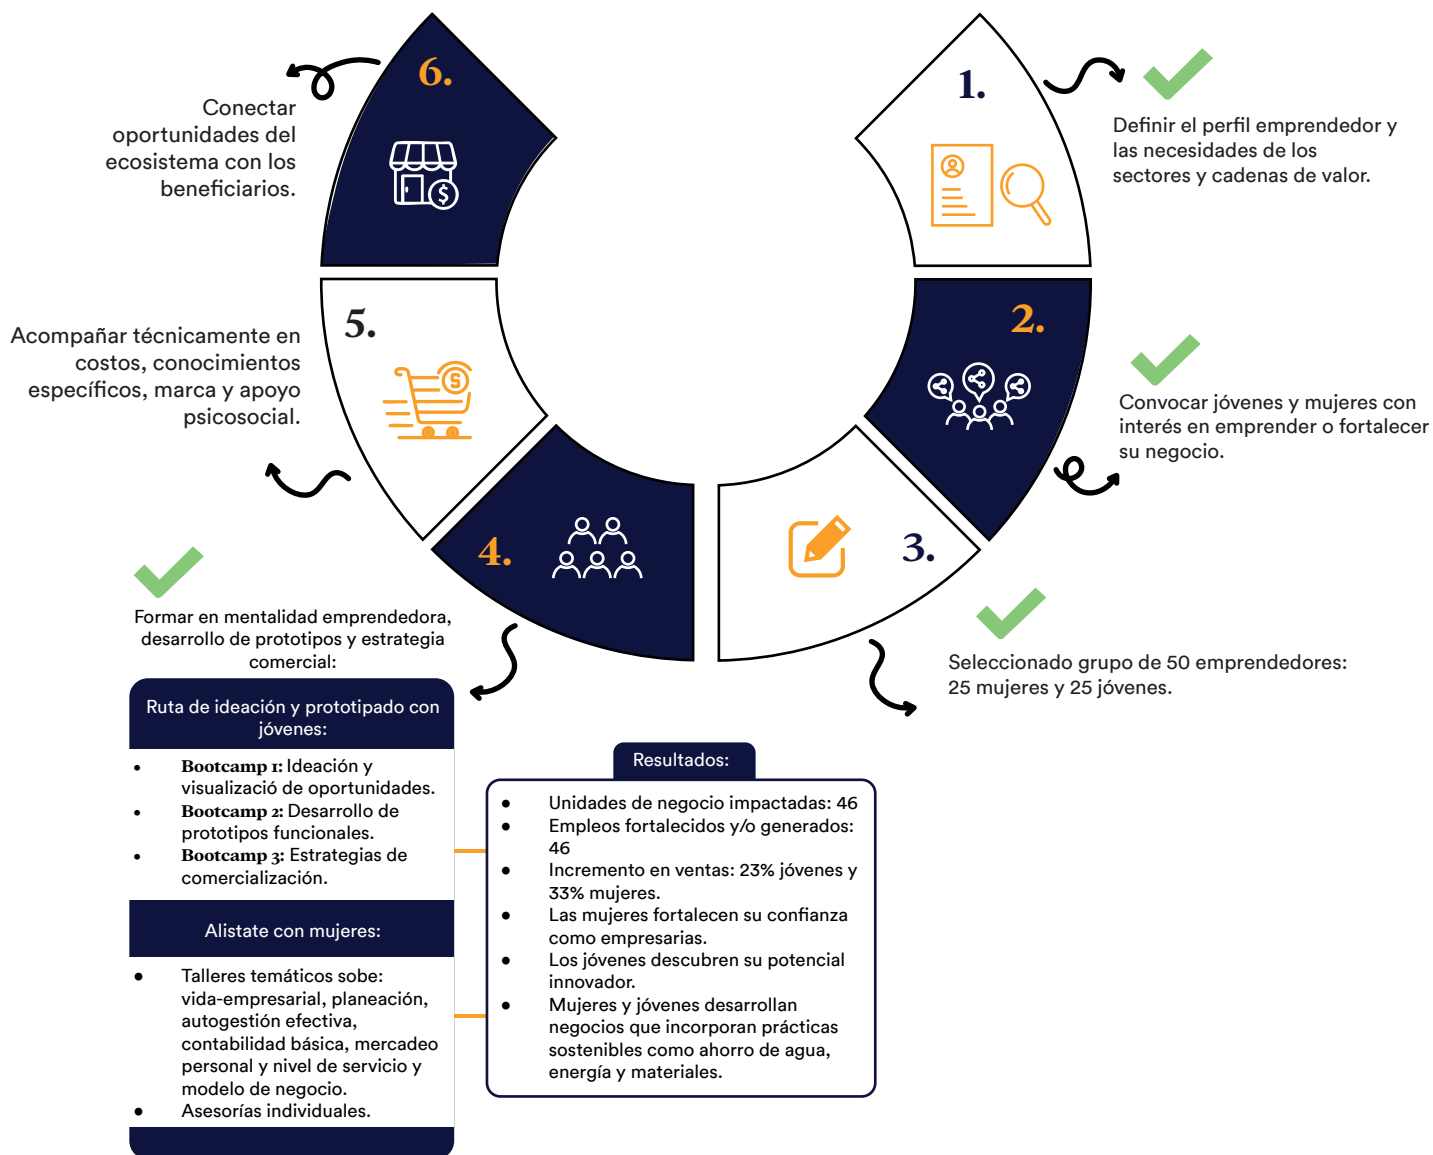 1.
Definir el perfil emprendedor y
las necesidades de los
sectores y cadenas de valor.
2.
Convocar jóvenes y mujeres con
interés en emprender o fortalecer
su negocio.
3.
Seleccionado grupo de 50 emprendedores:
25 mujeres y 25 jóvenes.
4.
Formar en mentalidad emprendedora,
desarrollo de prototipos y estrategia
comercial:
Ruta de ideación y prototipado con
jóvenes:
• Bootcamp 1: Ideación y
visualizació de oportunidades.
• Bootcamp 2: Desarrollo de
prototipos funcionales.
• Bootcamp 3: Estrategias de
comercialización.
Alistate con mujeres:
• Talleres temáticos sobe:
vida-empresarial, planeación,
autogestión efectiva,
contabilidad básica, mercadeo
personal y nivel de servicio y
modelo de negocio.
• Asesorías individuales.
Resultados:
• Unidades de negocio impactadas: 46
• Empleos fortalecidos y/o generados:
46
• Incremento en ventas: 23% jóvenes y
33% mujeres.
• Las mujeres fortalecen su confianza
como empresarias.
• Los jóvenes descubren su potencial
innovador.
• Mujeres y jóvenes desarrollan
negocios que incorporan prácticas
sostenibles como ahorro de agua,
energía y materiales.
5.
Acompañar técnicamente en
costos, conocimientos
específicos, marca y apoyo
psicosocial.
6.
$
Conectar
oportunidades del
ecosistema con los
beneficiarios.